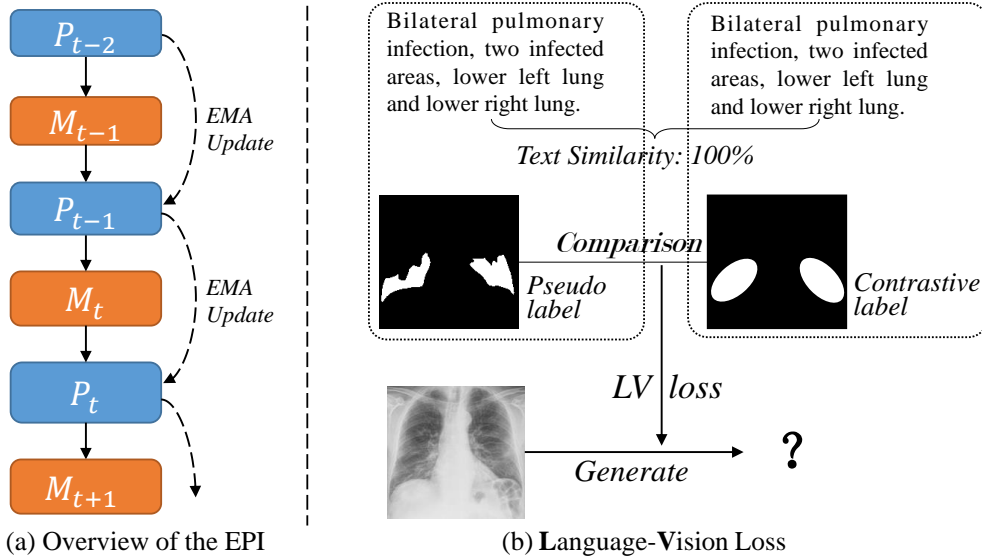 P_{t-2}
M_{t-1}
EMA
Update
P_{t-1}
M_t
EMA
Update
P_t
M_{t+1}
(a) Overview of the EPI
Bilateral pulmonary
infection, two infected
areas, lower left lung
and lower right lung.
Bilateral pulmonary
infection, two infected
areas, lower left lung
and lower right lung.
Text Similarity: 100%
Comparison
Pseudo
label
Contrastive
label
LV loss
Generate
?
(b) Language-Vision Loss